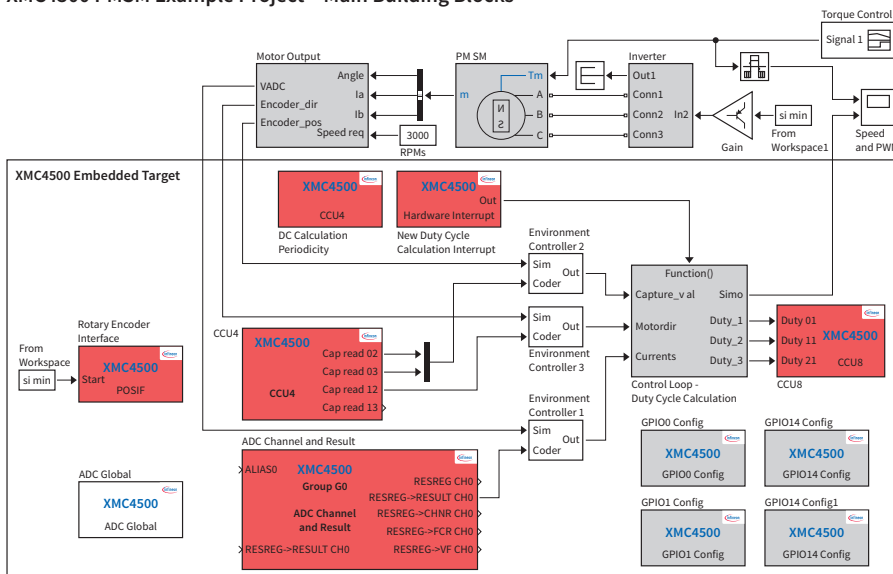 XMC4500 PMSM Example Project – Main Building Blocks
Torque Control
Signal 1
Motor Output
VADC
Encoder_dir
Encoder_pos
Angle
Ia
Ib
Speed req
3000
RPMs
PM SM
m
Tm
A
B
C
N
S
Inverter
Out1
Conn1
Conn2
Conn3
In2
Gain
si min
From
Workspace1
Speed
XMC4500 Embedded Target
XMC4500
CCU4
DC Calculation
Periodicity
XMC4500
Out
Hardware Interrupt
New Duty Cycle
Calculation Interrupt
Environment
Controller 2
Sim
Coder
Out
Function()
Capture_v al
Motordir
Currents
Simo
Duty_1
Duty_2
Duty_3
Control Loop -
Duty Cycle Calculation
Duty 01
Duty 11
Duty 21
XMC4500
CCU8
CCU8
Sim
Coder
Out
Environment
Controller 3
From
Workspace
si min
Rotary Encoder
Interface
XMC4500
Start
POSIF
CCU4
XMC4500
CCU4
Cap read 02
Cap read 03
Cap read 12
Cap read 13
Environment
Controller 1
Sim
Coder
Out
ADC Channel and Result
ALIAS0
XMC4500
Group G0
ADC Channel
and Result
RESREG->RESULT CH0
RESREG CH0
RESREG->RESULT CH0
RESREG->CHNR CH0
RESREG->FCR CH0
RESREG->VF CH0
ADC Global
XMC4500
ADC Global
GPIO0 Config
XMC4500
GPIO0 Config
GPIO14 Config
XMC4500
GPIO14 Config
GPIO1 Config
XMC4500
GPIO1 Config
GPIO14 Config1
XMC4500
GPIO14 Config